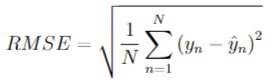 RMSE = \sqrt{\frac{1}{N} \sum_{n=1}^{N} (y_n - \hat{y}_n)^2}